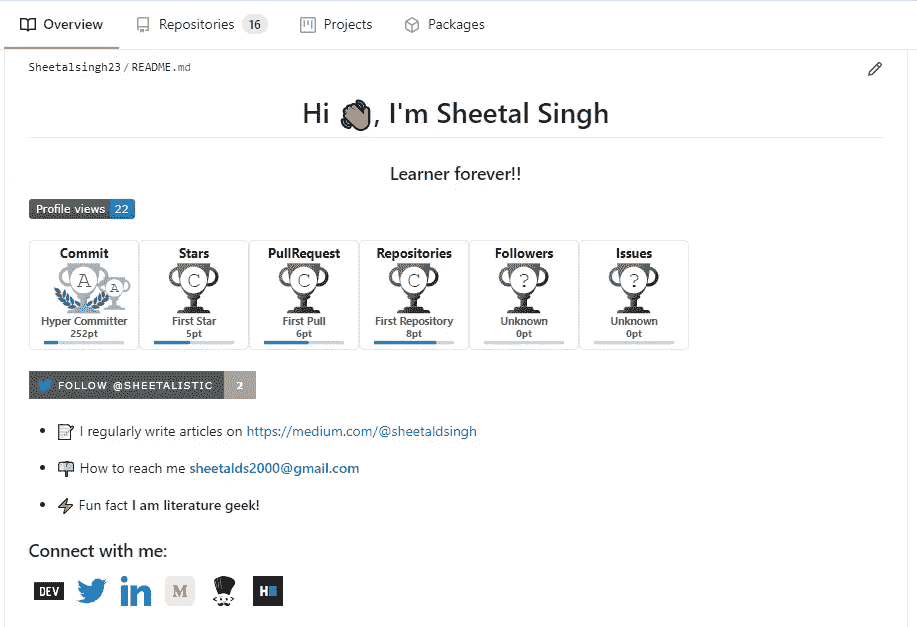 Overview Repositories 16 Projects Packages
Sheetalsingh23 / README.md
Hi 👋, I'm Sheetal Singh
Learner forever!!
Profile views 22
Commit Stars PullRequest Repositories Followers Issues
A A C C C ? ?
Hyper Committer First Star First Pull First Repository Unknown Unknown
252pt 5pt 6pt 8pt 0pt 0pt
FOLLOW @SHEETALISTIC 2
I regularly write articles on https://medium.com/@sheetaldsingh
How to reach me sheetalds2000@gmail.com
Fun fact I am literature geek!
Connect with me:
DEV in M H